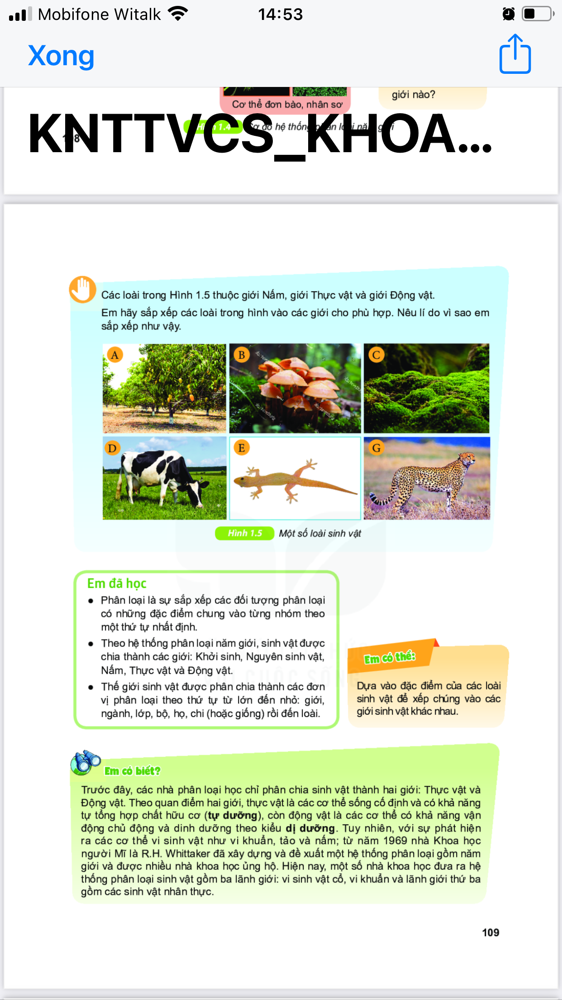 Mobifone Witalk
14:53
Xong
giới nào?
Cơ thể đơn bào, nhân sơ
Hình 1.4 Sơ đồ hệ thống phân loại năm giới
KNTTVCS_KHOA...
108
Các loài trong Hình 1.5 thuộc giới Nấm, giới Thực vật và giới Động vật.
Em hãy sắp xếp các loài trong hình vào các giới cho phù hợp. Nêu lí do vì sao em
sắp xếp như vậy.
A
B
C
D
E
G
Hình 1.5 Một số loài sinh vật
Em đã học
• Phân loại là sự sắp xếp các đối tượng phân loại
có những đặc điểm chung vào từng nhóm theo
một thứ tự nhất định.
• Theo hệ thống phân loại năm giới, sinh vật được
chia thành các giới: Khởi sinh, Nguyên sinh vật,
Nấm, Thực vật và Động vật.
• Thế giới sinh vật được phân chia thành các đơn
vị phân loại theo thứ tự từ lớn đến nhỏ: giới,
ngành, lớp, bộ, họ, chi (hoặc giống) rồi đến loài.
Em có thể:
Dựa vào đặc điểm của các loài
sinh vật để xếp chúng vào các
giới sinh vật khác nhau.
Em có biết?
Trước đây, các nhà phân loại học chỉ phân chia sinh vật thành hai giới: Thực vật và
Động vật. Theo quan điểm hai giới, thực vật là các cơ thể sống cố định và có khả năng
tự tổng hợp chất hữu cơ (tự dưỡng), còn động vật là các cơ thể có khả năng vận
động chủ động và dinh dưỡng theo kiểu dị dưỡng. Tuy nhiên, với sự phát hiện
ra các cơ thể vi sinh vật như vi khuẩn, tảo và nấm; từ năm 1969 nhà Khoa học
người Mĩ là R.H. Whittaker đã xây dựng và đề xuất một hệ thống phân loại gồm năm
giới và được nhiều nhà khoa học ủng hộ. Hiện nay, một số nhà khoa học đưa ra hệ
thống phân loại sinh vật gồm ba lãnh giới: vi sinh vật cổ, vi khuẩn và lãnh giới thứ ba
gồm các sinh vật nhân thực.
109